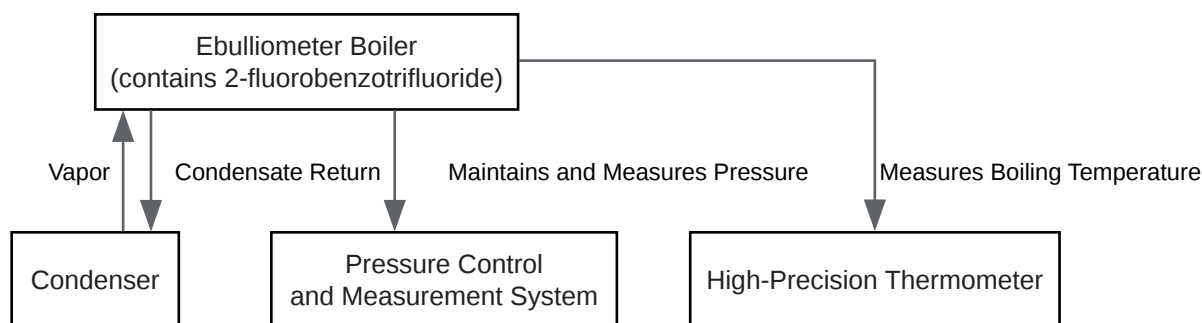 Ebulliometer Boiler
(contains 2-fluorobenzotrifluoride)
Vapor
Condensate Return
Maintains and Measures Pressure
Measures Boiling Temperature
Condenser
Pressure Control
and Measurement System
High-Precision Thermometer